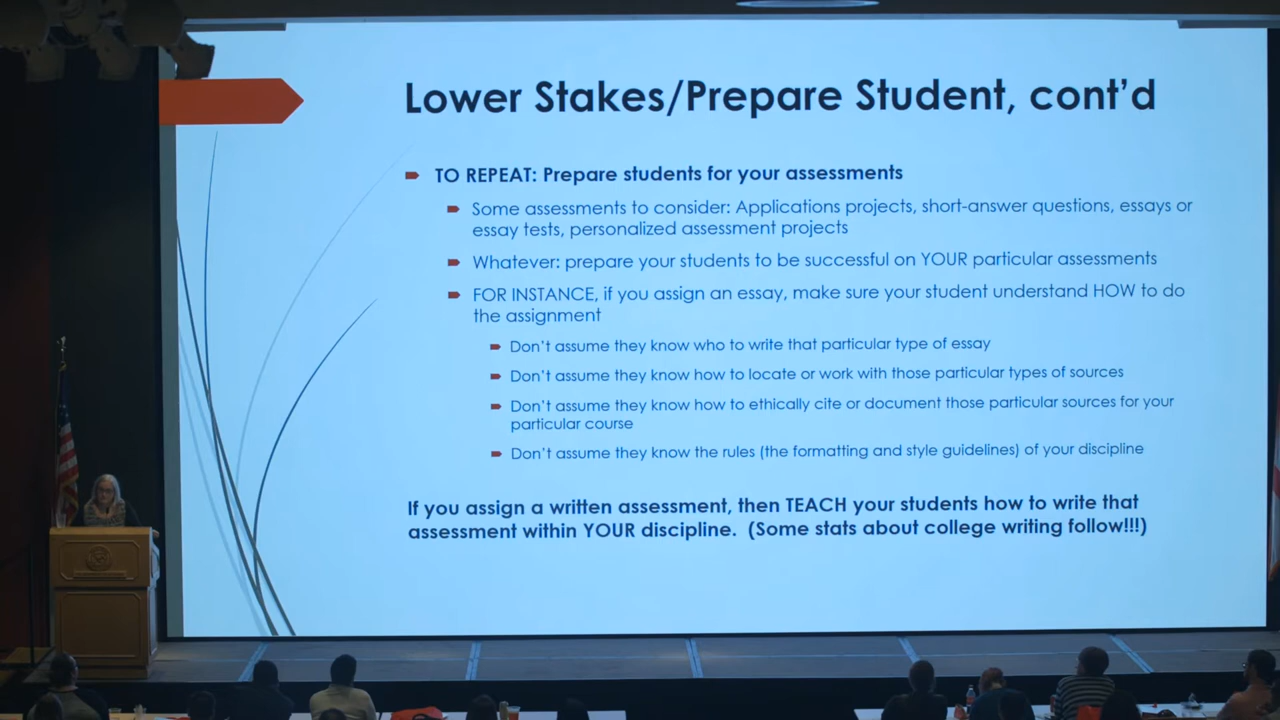 Lower Stakes/Prepare Student, cont'd
TO REPEAT: Prepare students for your assessments
Some assessments to consider: Applications projects, short-answer questions, essays or
essay tests, personalized assessment projects
Whatever: prepare your students to be successful on YOUR particular assessments
FOR INSTANCE, if you assign an essay, make sure your student understand HOW to do
the assignment
Don't assume they know who to write that particular type of essay
Don't assume they know how to locate or work with those particular types of sources
Don't assume they know how to ethically cite or document those particular sources for your
particular course
Don't assume they know the rules (the formatting and style guidelines) of your discipline
If you assign a written assessment, then TEACH your students how to write that
assessment within YOUR discipline.  (Some stats about college writing follow!!!)